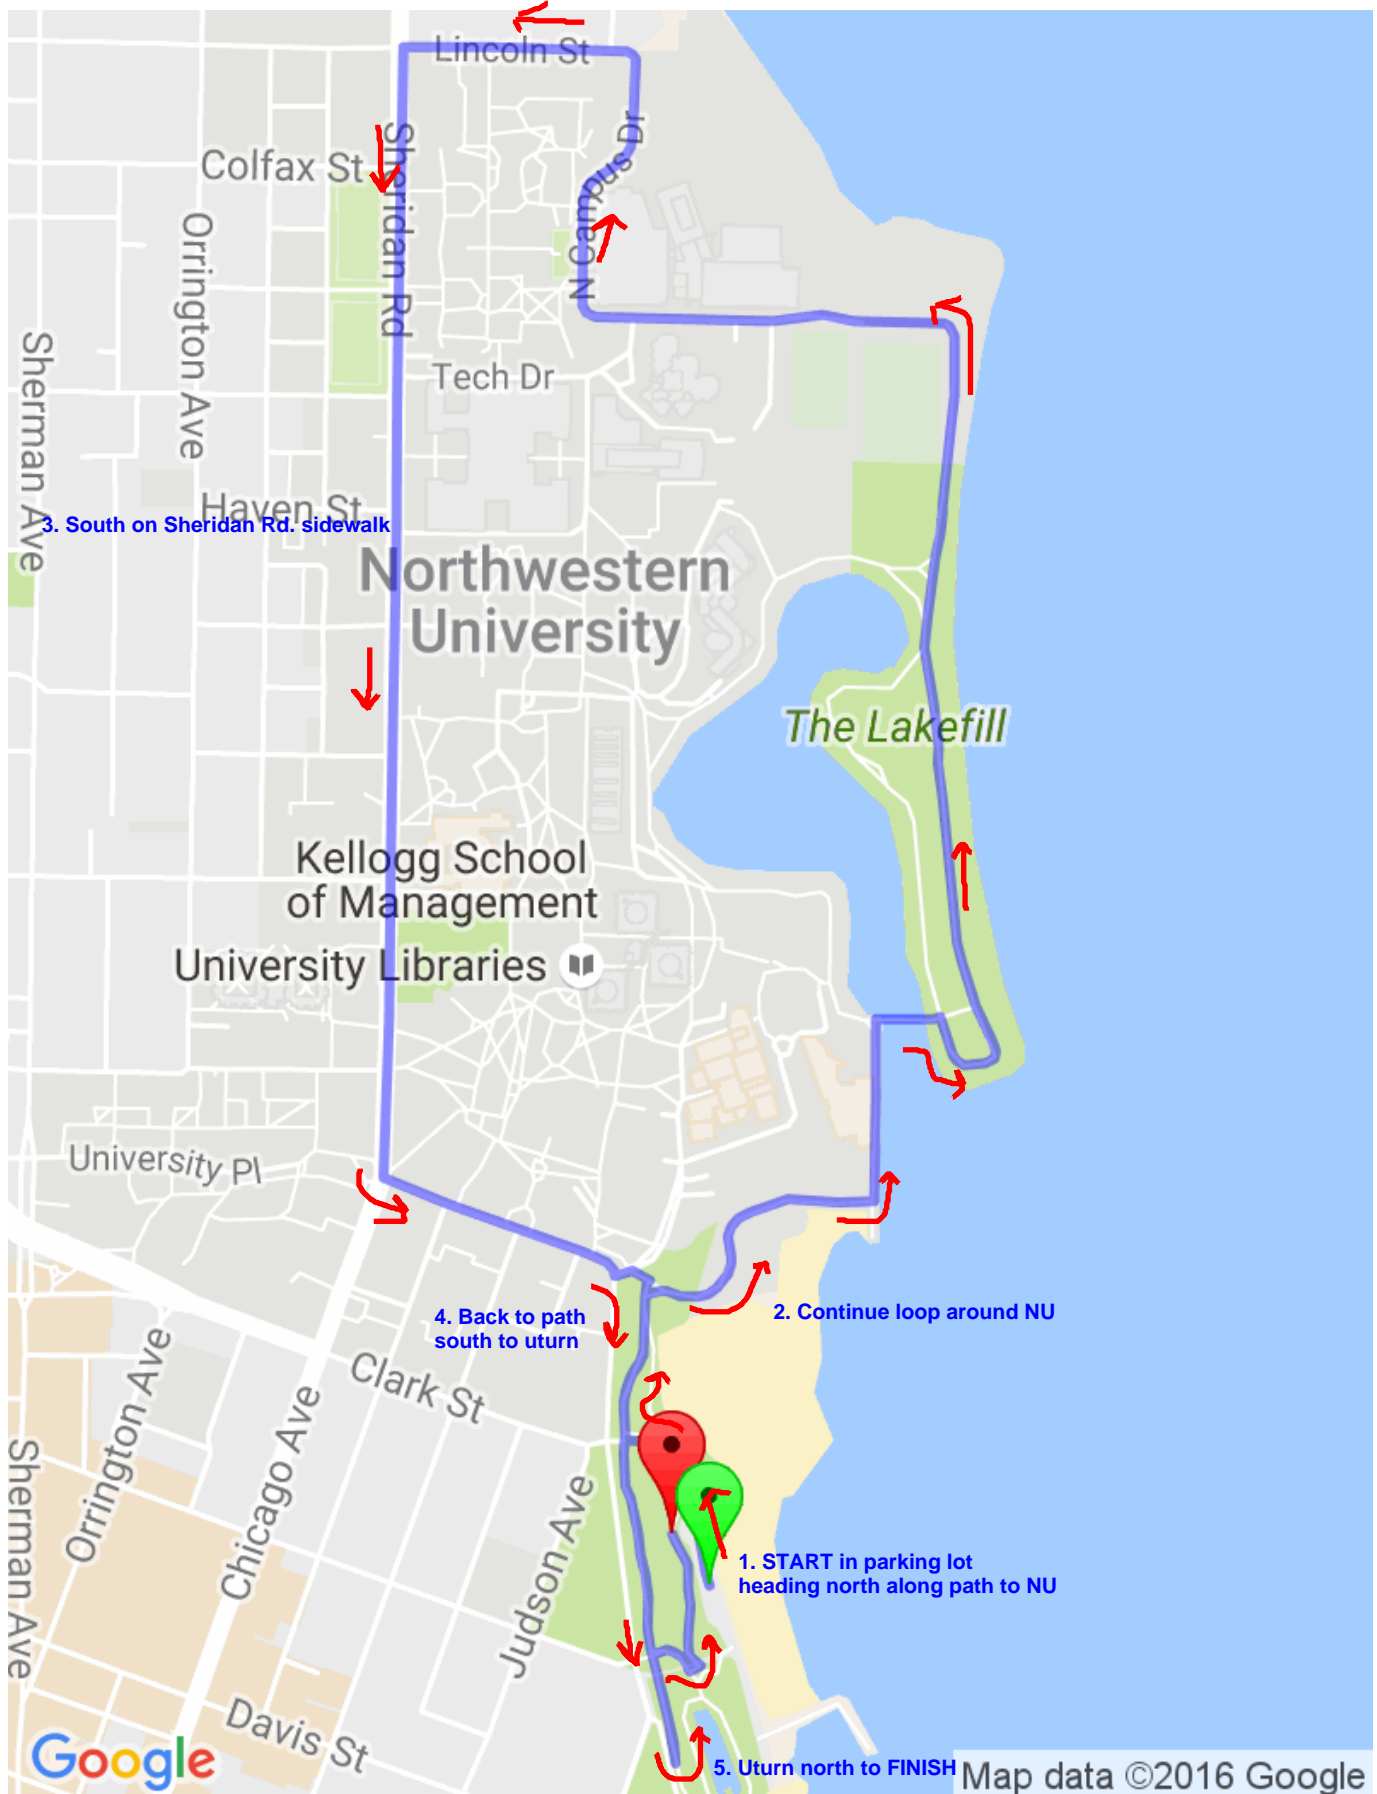 Lincoln St
N Campus Dr
Colfax St
Sheridan Rd
Orrington Ave
Sherman Ave
Tech Dr
Haven St
3. South on Sheridan Rd. sidewalk
Northwestern
University
The Lakefill
Kellogg School
of Management
University Libraries
University Pl
4. Back to path
south to uturn
2. Continue loop around NU
Clark St
Orrington Ave
Chicago Ave
Sherman Ave
Judson Ave
1. START in parking lot
heading north along path to NU
Davis St
Google
5. Uturn north to FINISH
Map data ©2016 Google